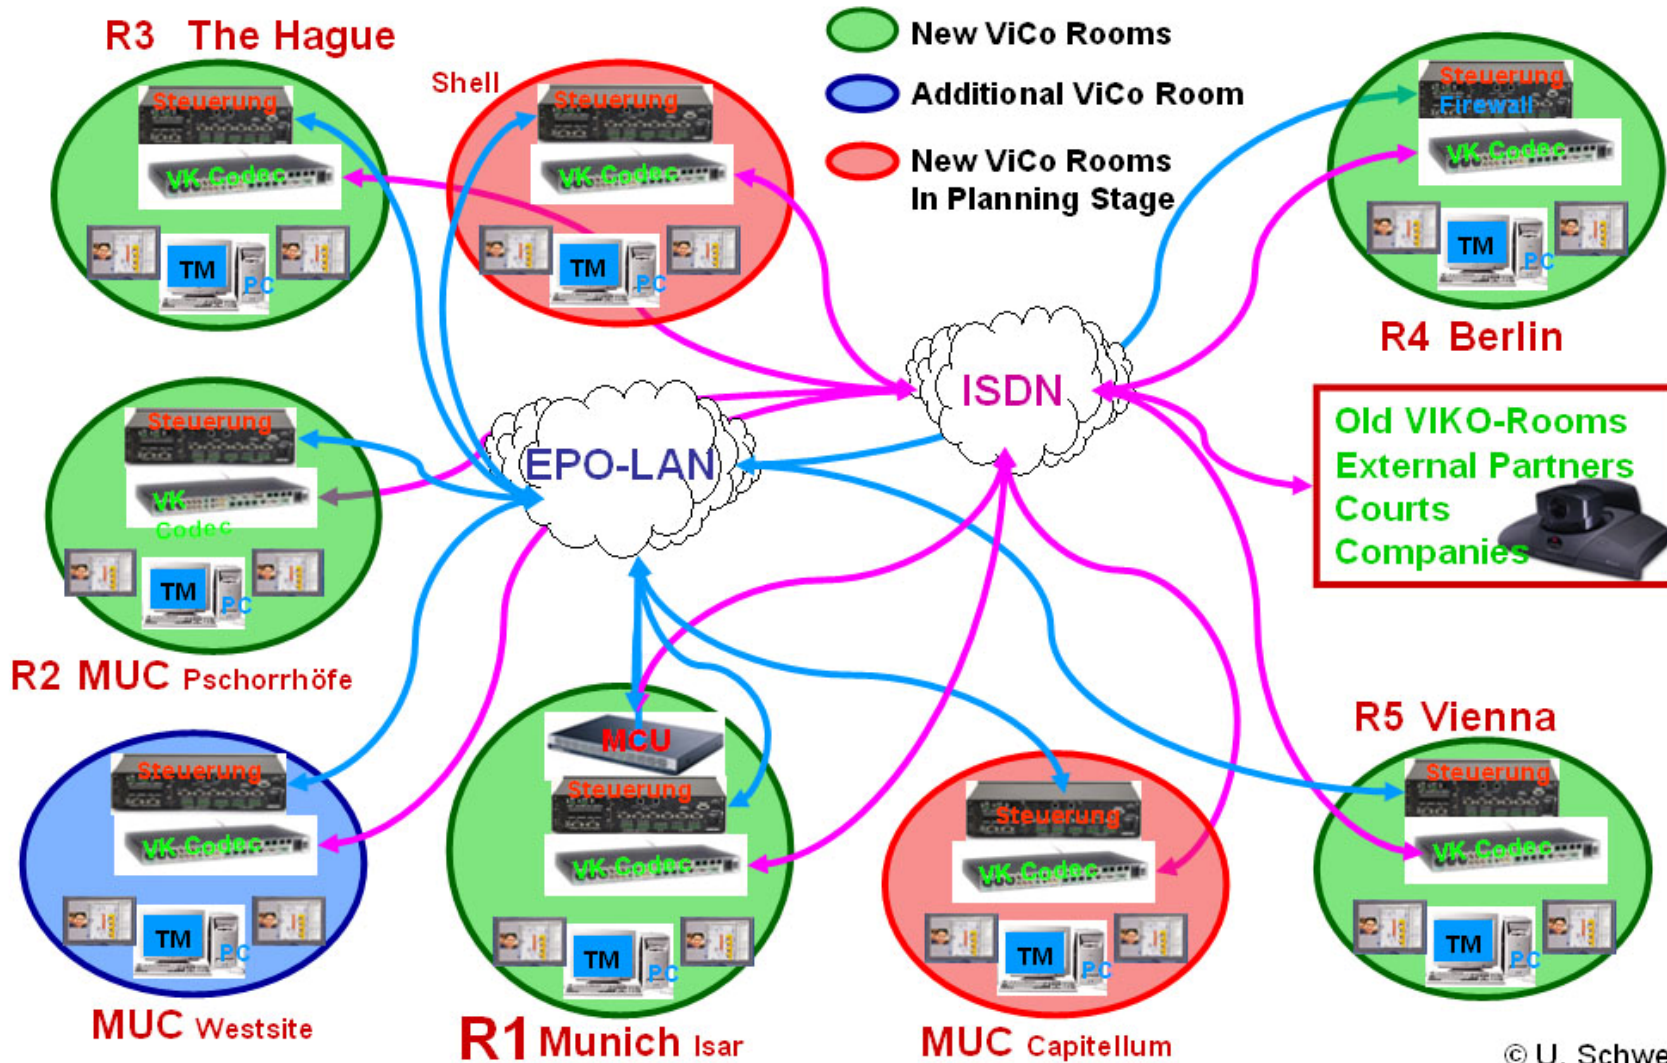 R3 The Hague
Steuerung
VK Codec
TM
PC
Shell
Steuerung
VK Codec
TM
PC
New ViCo Rooms
Additional ViCo Room
New ViCo Rooms
In Planning Stage
Steuerung
Firewall
VK Codec
TM
PC
R4 Berlin
ISDN
EPO-LAN
Old VIKO-Rooms
External Partners
Courts
Companies
Steuerung
VK
Codec
TM
PC
R2 MUC Pschorrhöfe
Steuerung
VK Codec
TM
PC
MUC Westsite
MCU
Steuerung
VK Codec
TM
PC
R1 Munich Isar
Steuerung
VK Codec
TM
PC
MUC Capitellum
R5 Vienna
Steuerung
VK Codec
TM
PC
© U. Schwe